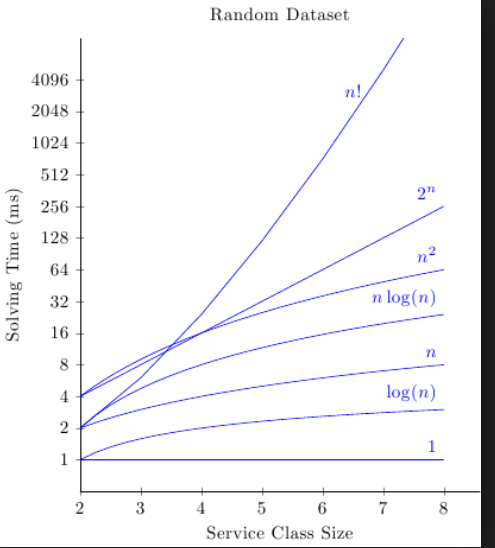 Random Dataset
Solving Time (ms)
4096
2048
1024
512
256
128
64
32
16
8
4
2
1
n!
2^n
n^2
n log(n)
n
log(n)
1
2 3 4 5 6 7 8
Service Class Size